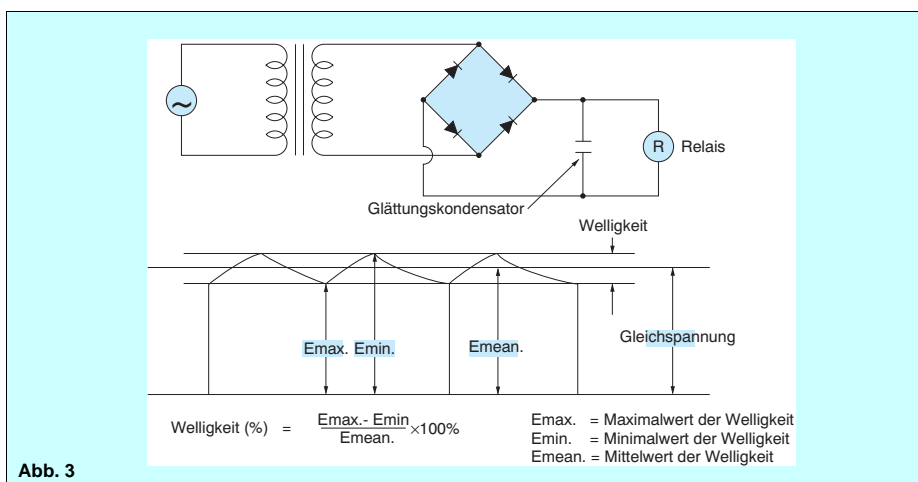 ~
R Relais
Glättungskondensator
Welligkeit
Emax. Emin. Emean. Gleichspannung
Welligkeit (%) = Emax.- Emin / Emean. ×100%
Emax. = Maximalwert der Welligkeit
Emin. = Minimalwert der Welligkeit
Emean. = Mittelwert der Welligkeit
Abb. 3